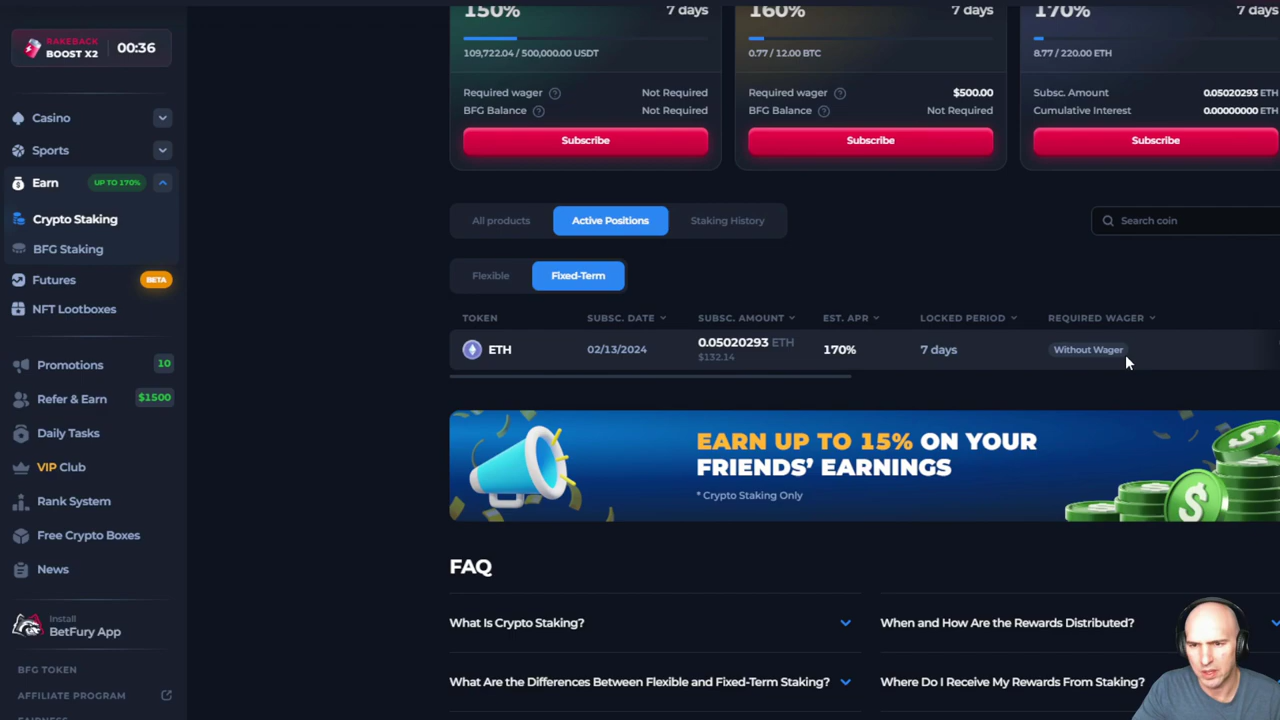 150%
7 days
160%
7 days
170%
7 days
109,722.04 / 500,000.00 USDT
0.77 / 12.00 BTC
8.77 / 220.00 ETH
Required wager ? Not Required
BFG Balance ? Not Required
Required wager ? $500.00
BFG Balance ? Not Required
Subsc. Amount 0.05020293 ETH
Cumulative Interest 0.00000000 ETH
Subscribe
Subscribe
Subscribe
RAKEBACK
BOOST X2
00:36
Casino
Sports
Earn UP TO 170%
Crypto Staking
BFG Staking
Futures BETA
NFT Lootboxes
Promotions 10
Refer & Earn $1500
Daily Tasks
VIP Club
Rank System
Free Crypto Boxes
News
Install
BetFury App
BFG TOKEN
AFFILIATE PROGRAM
All products Active Positions Staking History
Search coin
Flexible Fixed-Term
TOKEN SUBSC. DATE SUBSC. AMOUNT EST. APR LOCKED PERIOD REQUIRED WAGER
ETH 02/13/2024 0.05020293 ETH 170% 7 days Without Wager
$132.14
EARN UP TO 15% ON YOUR
FRIENDS' EARNINGS
* Crypto Staking Only
FAQ
What Is Crypto Staking?
When and How Are the Rewards Distributed?
What Are the Differences Between Flexible and Fixed-Term Staking?
Where Do I Receive My Rewards From Staking?